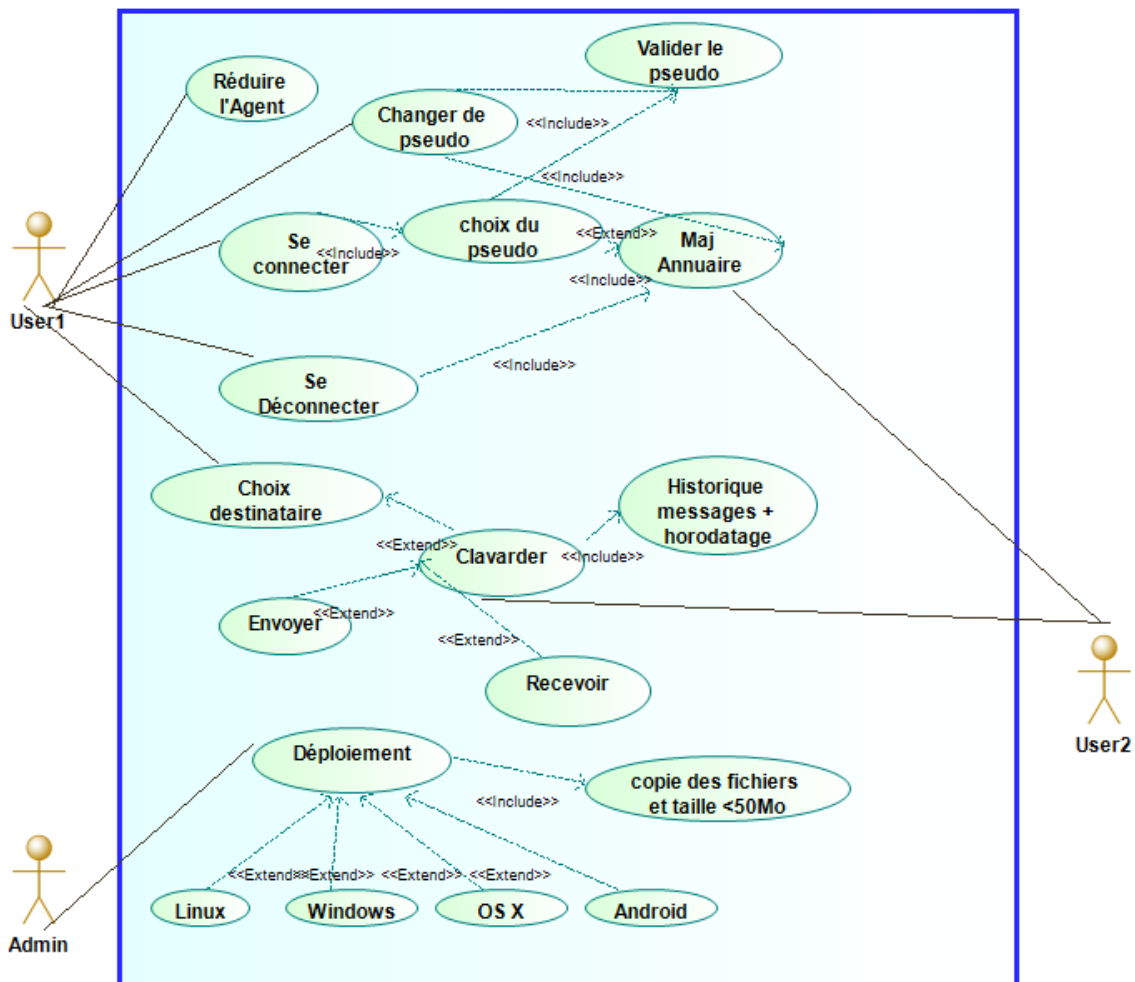 Valider le
pseudo
Réduire
l'Agent
Changer de
pseudo
<<Include>>
<<Include>>
choix du
pseudo
<<Extend>>
Maj
Annuaire
Se
connecter
<<Include>>
<<Include>>
User1
<<Include>>
Se
Déconnecter
Choix
destinataire
Historique
messages +
horodatage
<<Extend>>
Clavarder
<<Include>>
Envoyer
<<Extend>>
<<Extend>>
Recevoir
User2
Déploiement
copie des fichiers
et taille <50Mo
<<Include>>
<<Extend>>
<<Extend>>
<<Extend>>
<<Extend>>
Linux
Windows
OS X
Android
Admin